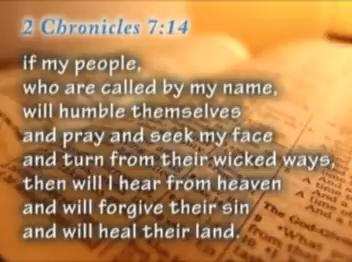 2 Chronicles 7:14
if my people,
who are called by my name,
will humble themselves
and pray and seek my face
and turn from their wicked ways,
then will I hear from heaven
and will forgive their sin
and will heal their land.